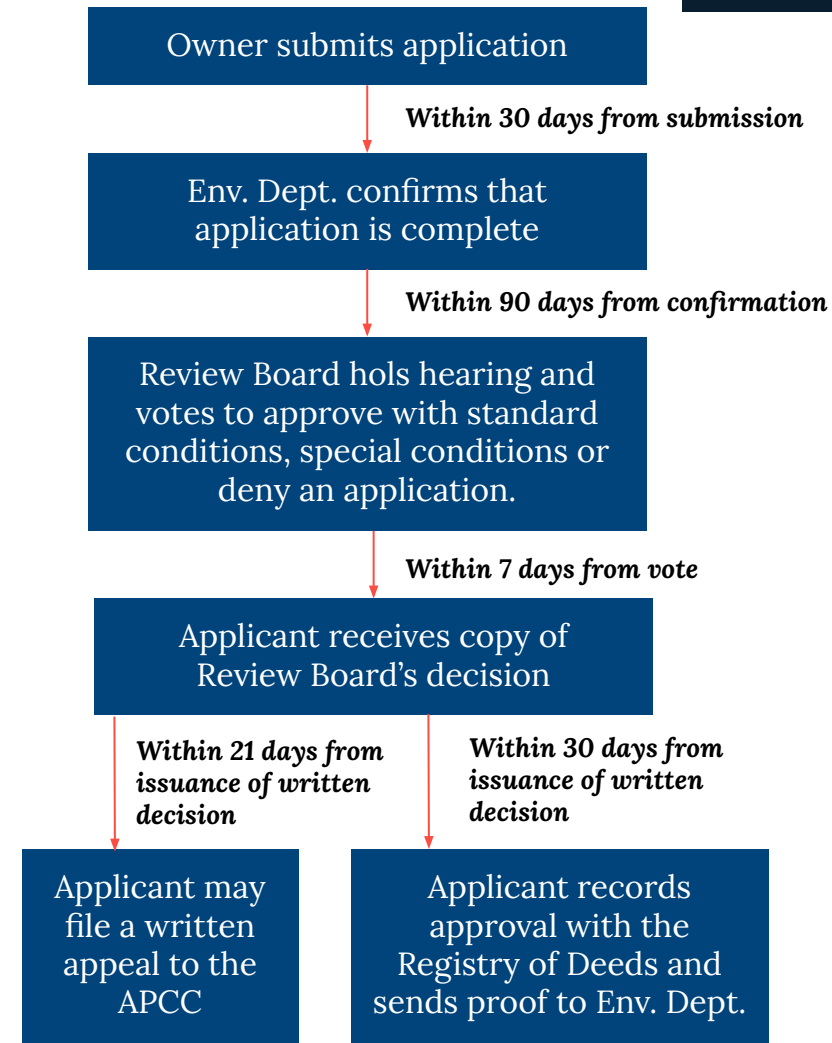 Owner submits application
Within 30 days from submission
Env. Dept. confirms that
application is complete
Within 90 days from confirmation
Review Board hols hearing and
votes to approve with standard
conditions, special conditions or
deny an application.
Within 7 days from vote
Applicant receives copy of
Review Board’s decision
Within 21 days from
issuance of written
decision
Within 30 days from
issuance of written
decision
Applicant may
file a written
appeal to the
APCC
Applicant records
approval with the
Registry of Deeds and
sends proof to Env. Dept.